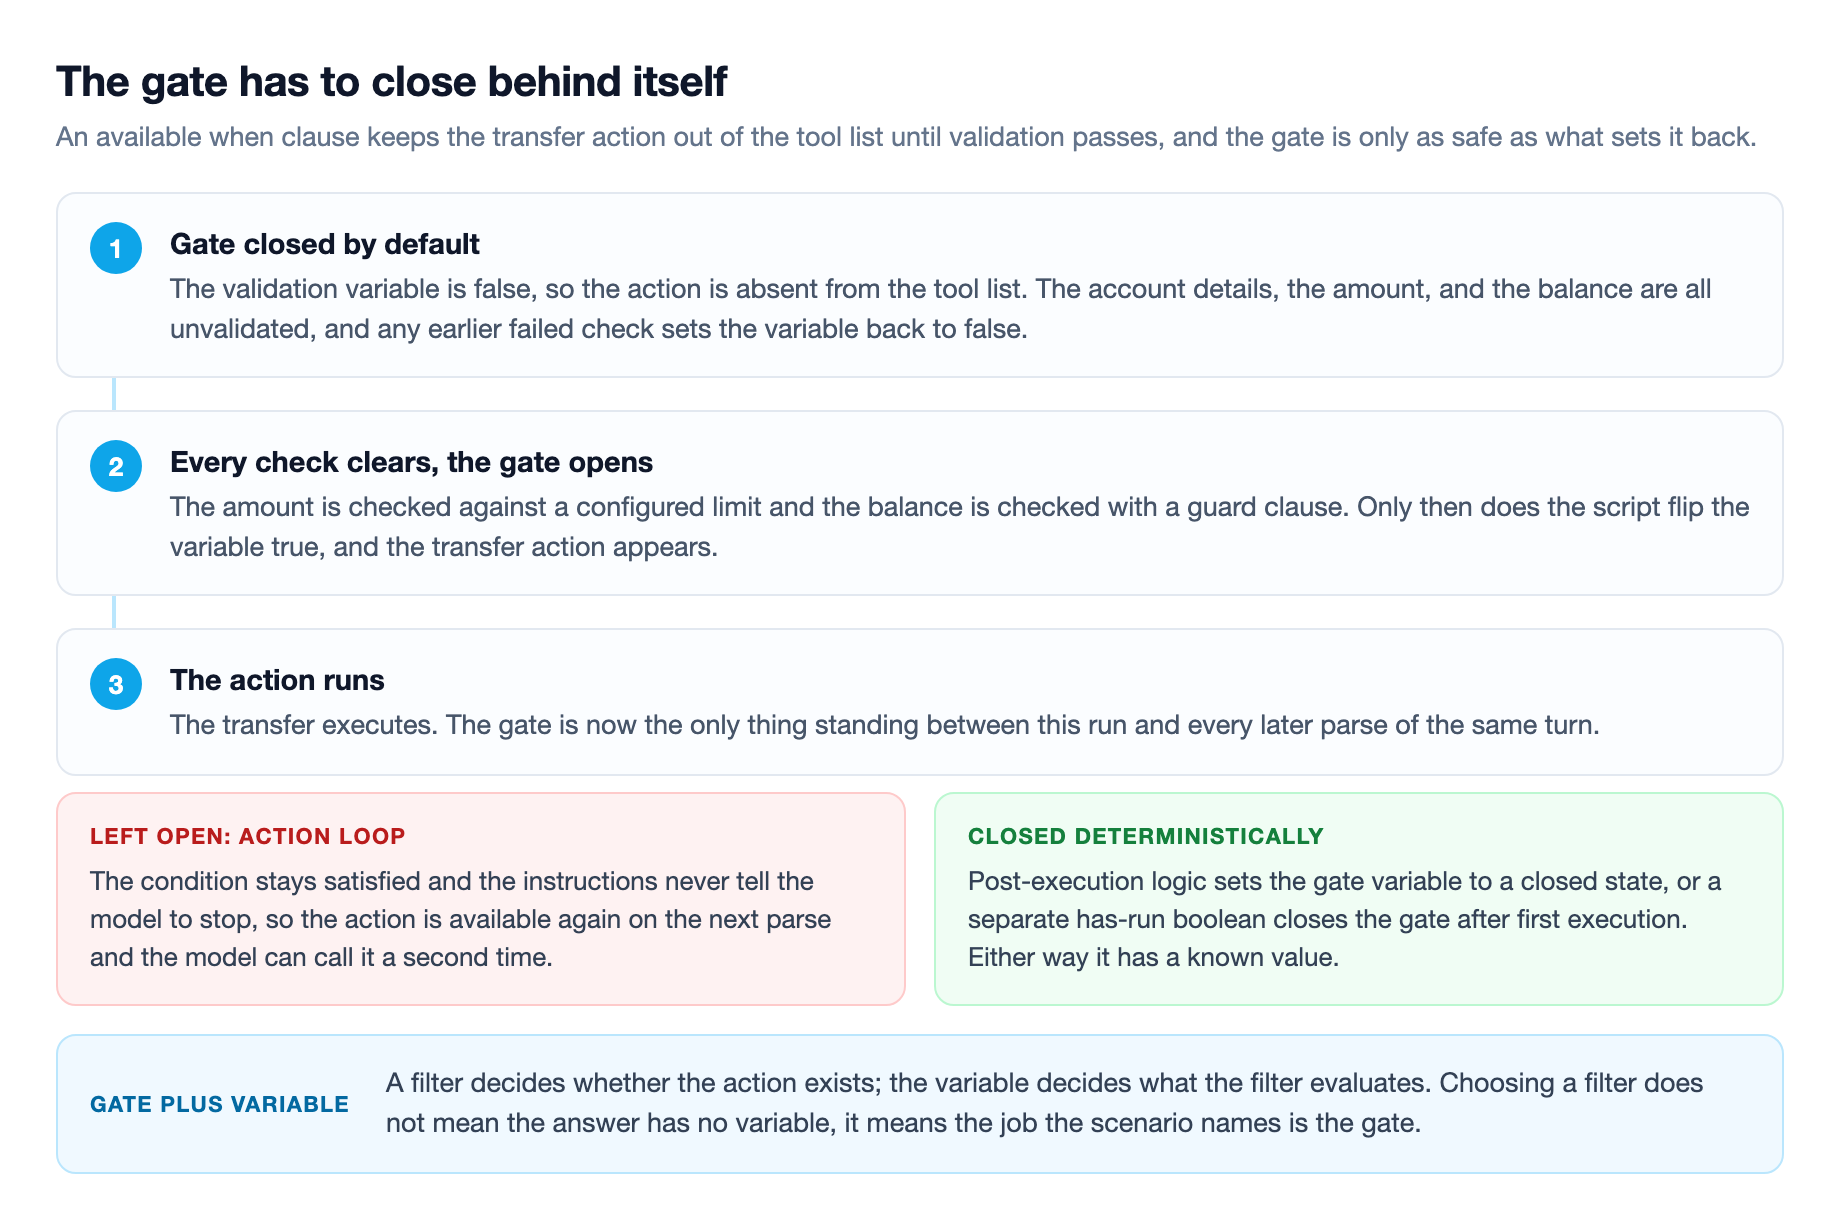 The gate has to close behind itself
An available when clause keeps the transfer action out of the tool list until validation passes, and the gate is only as safe as what sets it back.
1
Gate closed by default
The validation variable is false, so the action is absent from the tool list. The account details, the amount, and the balance are all
unvalidated, and any earlier failed check sets the variable back to false.
2
Every check clears, the gate opens
The amount is checked against a configured limit and the balance is checked with a guard clause. Only then does the script flip the
variable true, and the transfer action appears.
3
The action runs
The transfer executes. The gate is now the only thing standing between this run and every later parse of the same turn.
LEFT OPEN: ACTION LOOP
The condition stays satisfied and the instructions never tell the
model to stop, so the action is available again on the next parse
and the model can call it a second time.
CLOSED DETERMINISTICALLY
Post-execution logic sets the gate variable to a closed state, or a
separate has-run boolean closes the gate after first execution.
Either way it has a known value.
GATE PLUS VARIABLE
A filter decides whether the action exists; the variable decides what the filter evaluates. Choosing a filter does
not mean the answer has no variable, it means the job the scenario names is the gate.